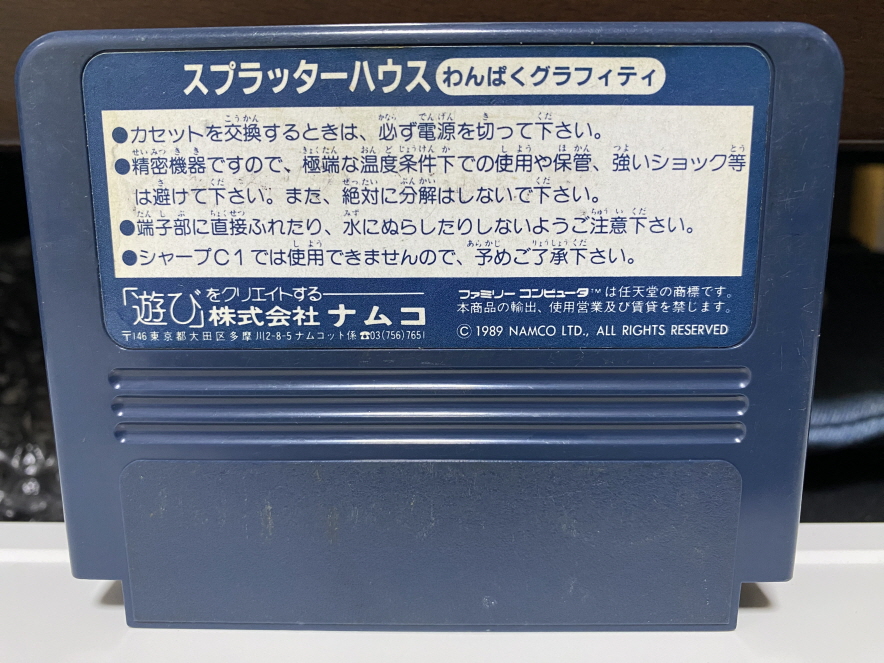 スプラッターハウス わんぱくグラフィティ
●カセットを交換するときは、必ず電源を切って下さい。
●精密機器ですので、極端な温度条件下での使用や保管、強いショック等
は避けて下さい。また、絶対に分解はしないで下さい。
●端子部に直接ふれたり、水にぬらしたりしないようご注意下さい。
●シャープC1では使用できませんので、予めご了承下さい。
「遊び」をクリエイトする
株式会社 ナムコ
〒146 東京都大田区多摩川2-8-5 ナムコット係 ☎03(756)7651
ファミリー コンピュータ™は任天堂の商標です。
本商品の輸出、使用営業及び賃貸を禁じます。
© 1989 NAMCO LTD., ALL RIGHTS RESERVED